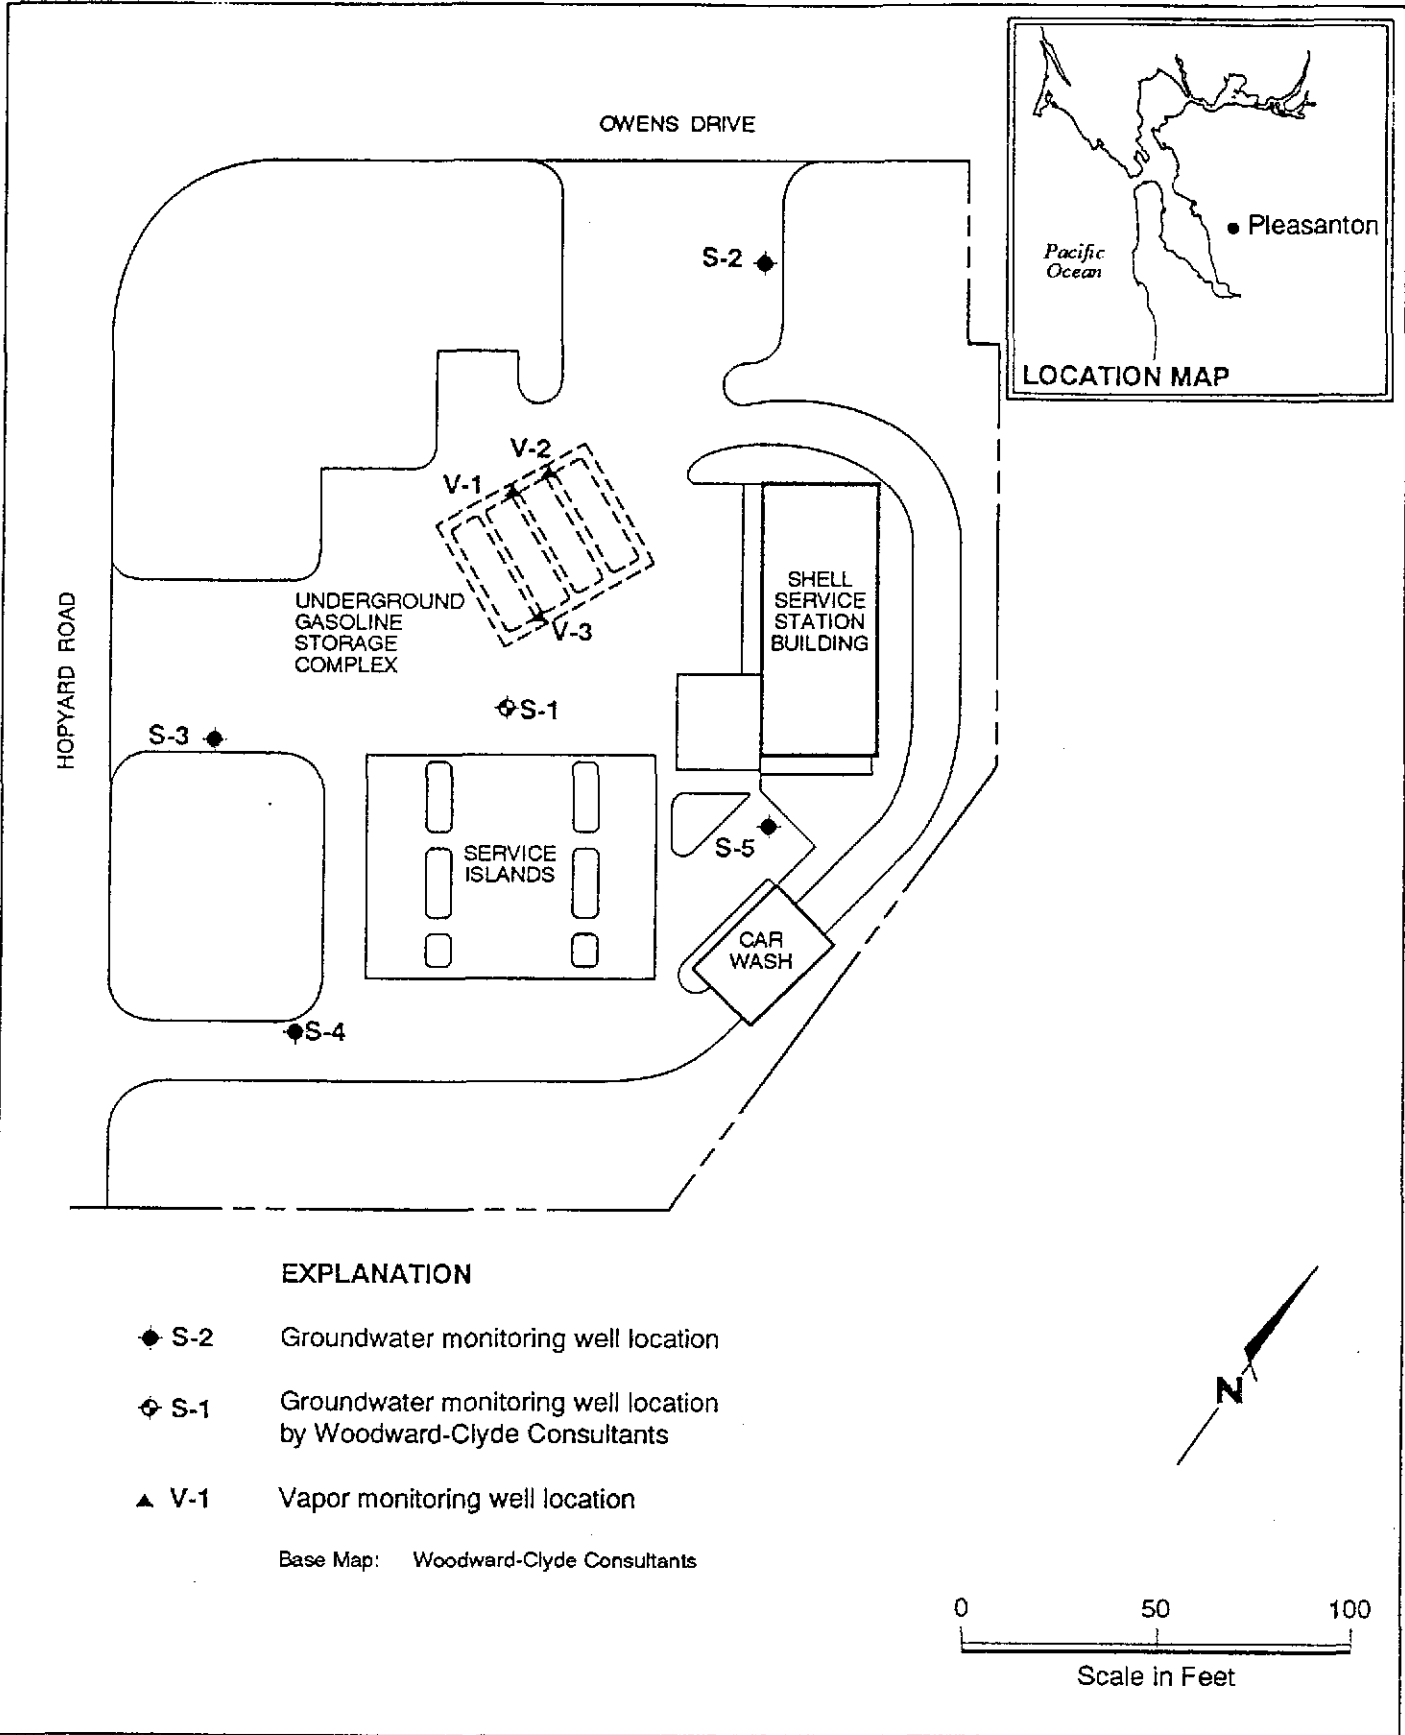 OWENS DRIVE
Pacific
Ocean
Pleasanton
LOCATION MAP
S-2
V-2
V-1
UNDERGROUND
GASOLINE
STORAGE
COMPLEX
V-3
SHELL
SERVICE
STATION
BUILDING
HOPYARD ROAD
S-1
S-3
SERVICE
ISLANDS
S-5
CAR
WASH
S-4
EXPLANATION
S-2 Groundwater monitoring well location
S-1 Groundwater monitoring well location
by Woodward-Clyde Consultants
V-1 Vapor monitoring well location
Base Map: Woodward-Clyde Consultants
N
0 50 100
Scale in Feet